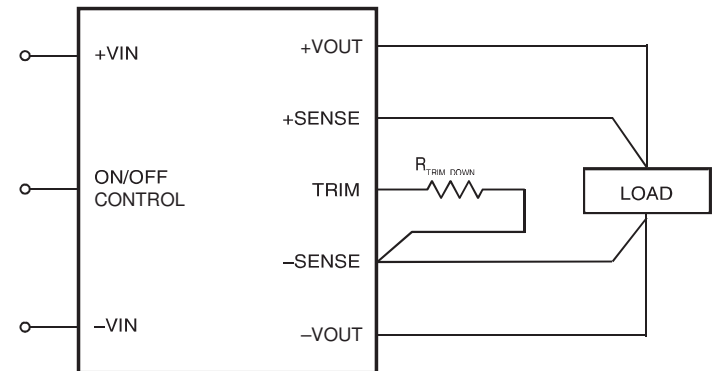 +VIN
+VOUT
+SENSE
ON/OFF
CONTROL
TRIM
R TRIM DOWN
LOAD
–SENSE
–VIN
–VOUT